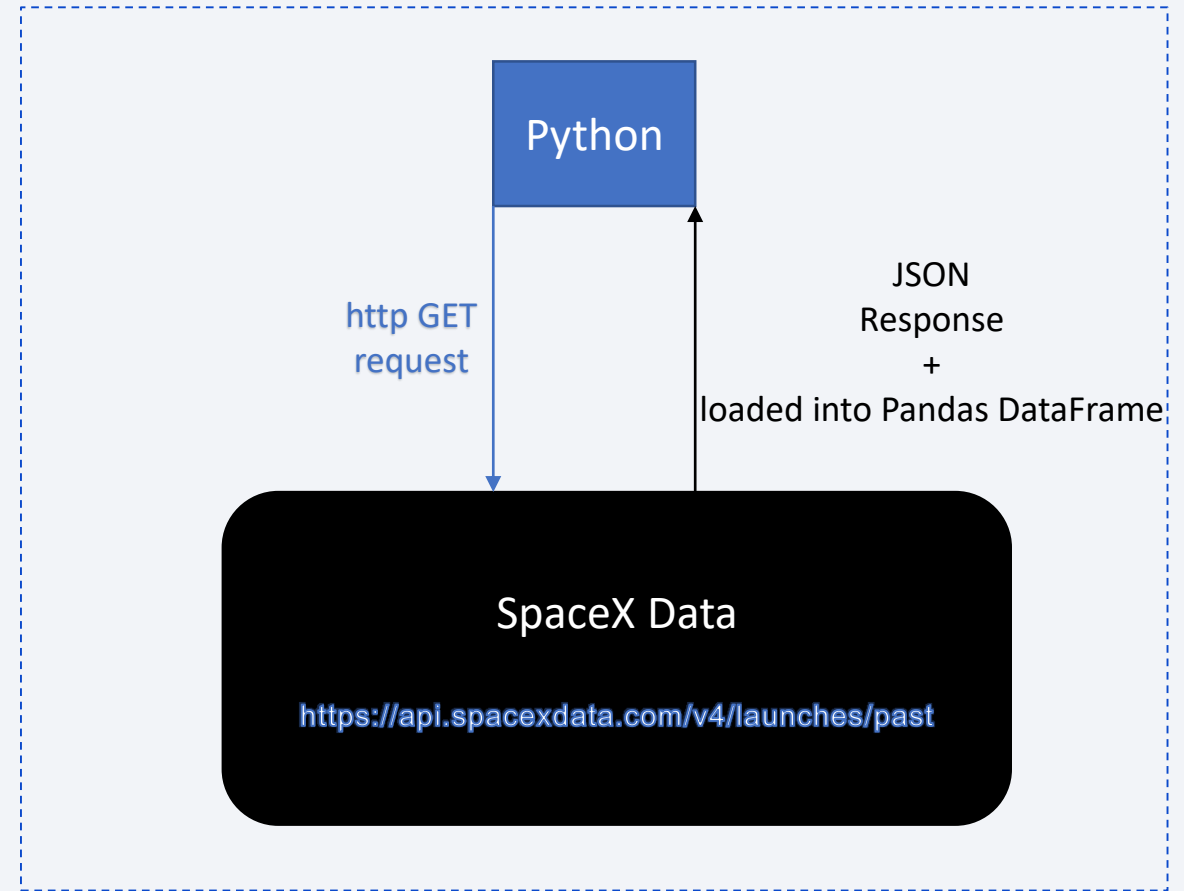 Python
http GET
request
JSON
Response
+
loaded into Pandas DataFrame
SpaceX Data
https://api.spacexdata.com/v4/launches/past